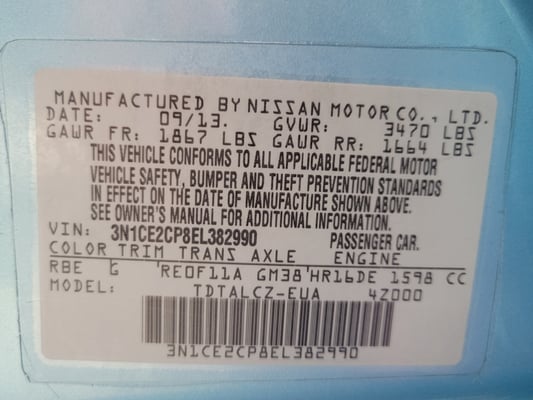 MANUFACTURED BY NISSAN MOTOR CO., LTD.
DATE: 09/13. GVWR: 3470 LBS
GAWR FR: 1867 LBS GAWR RR: 1664 LBS
THIS VEHICLE CONFORMS TO ALL APPLICABLE FEDERAL MOTOR
VEHICLE SAFETY, BUMPER AND THEFT PREVENTION STANDARDS
IN EFFECT ON THE DATE OF MANUFACTURE SHOWN ABOVE.
SEE OWNER'S MANUAL FOR ADDITIONAL INFORMATION.
VIN: 3N1CE2CP8EL382990 PASSENGER CAR.
COLOR TRIM TRANS AXLE ENGINE
RBE G RE0F11A GM38 HR16DE 1598 CC
MODEL: TDTALCZ-EUA 4Z000
3N1CE2CP8EL382990